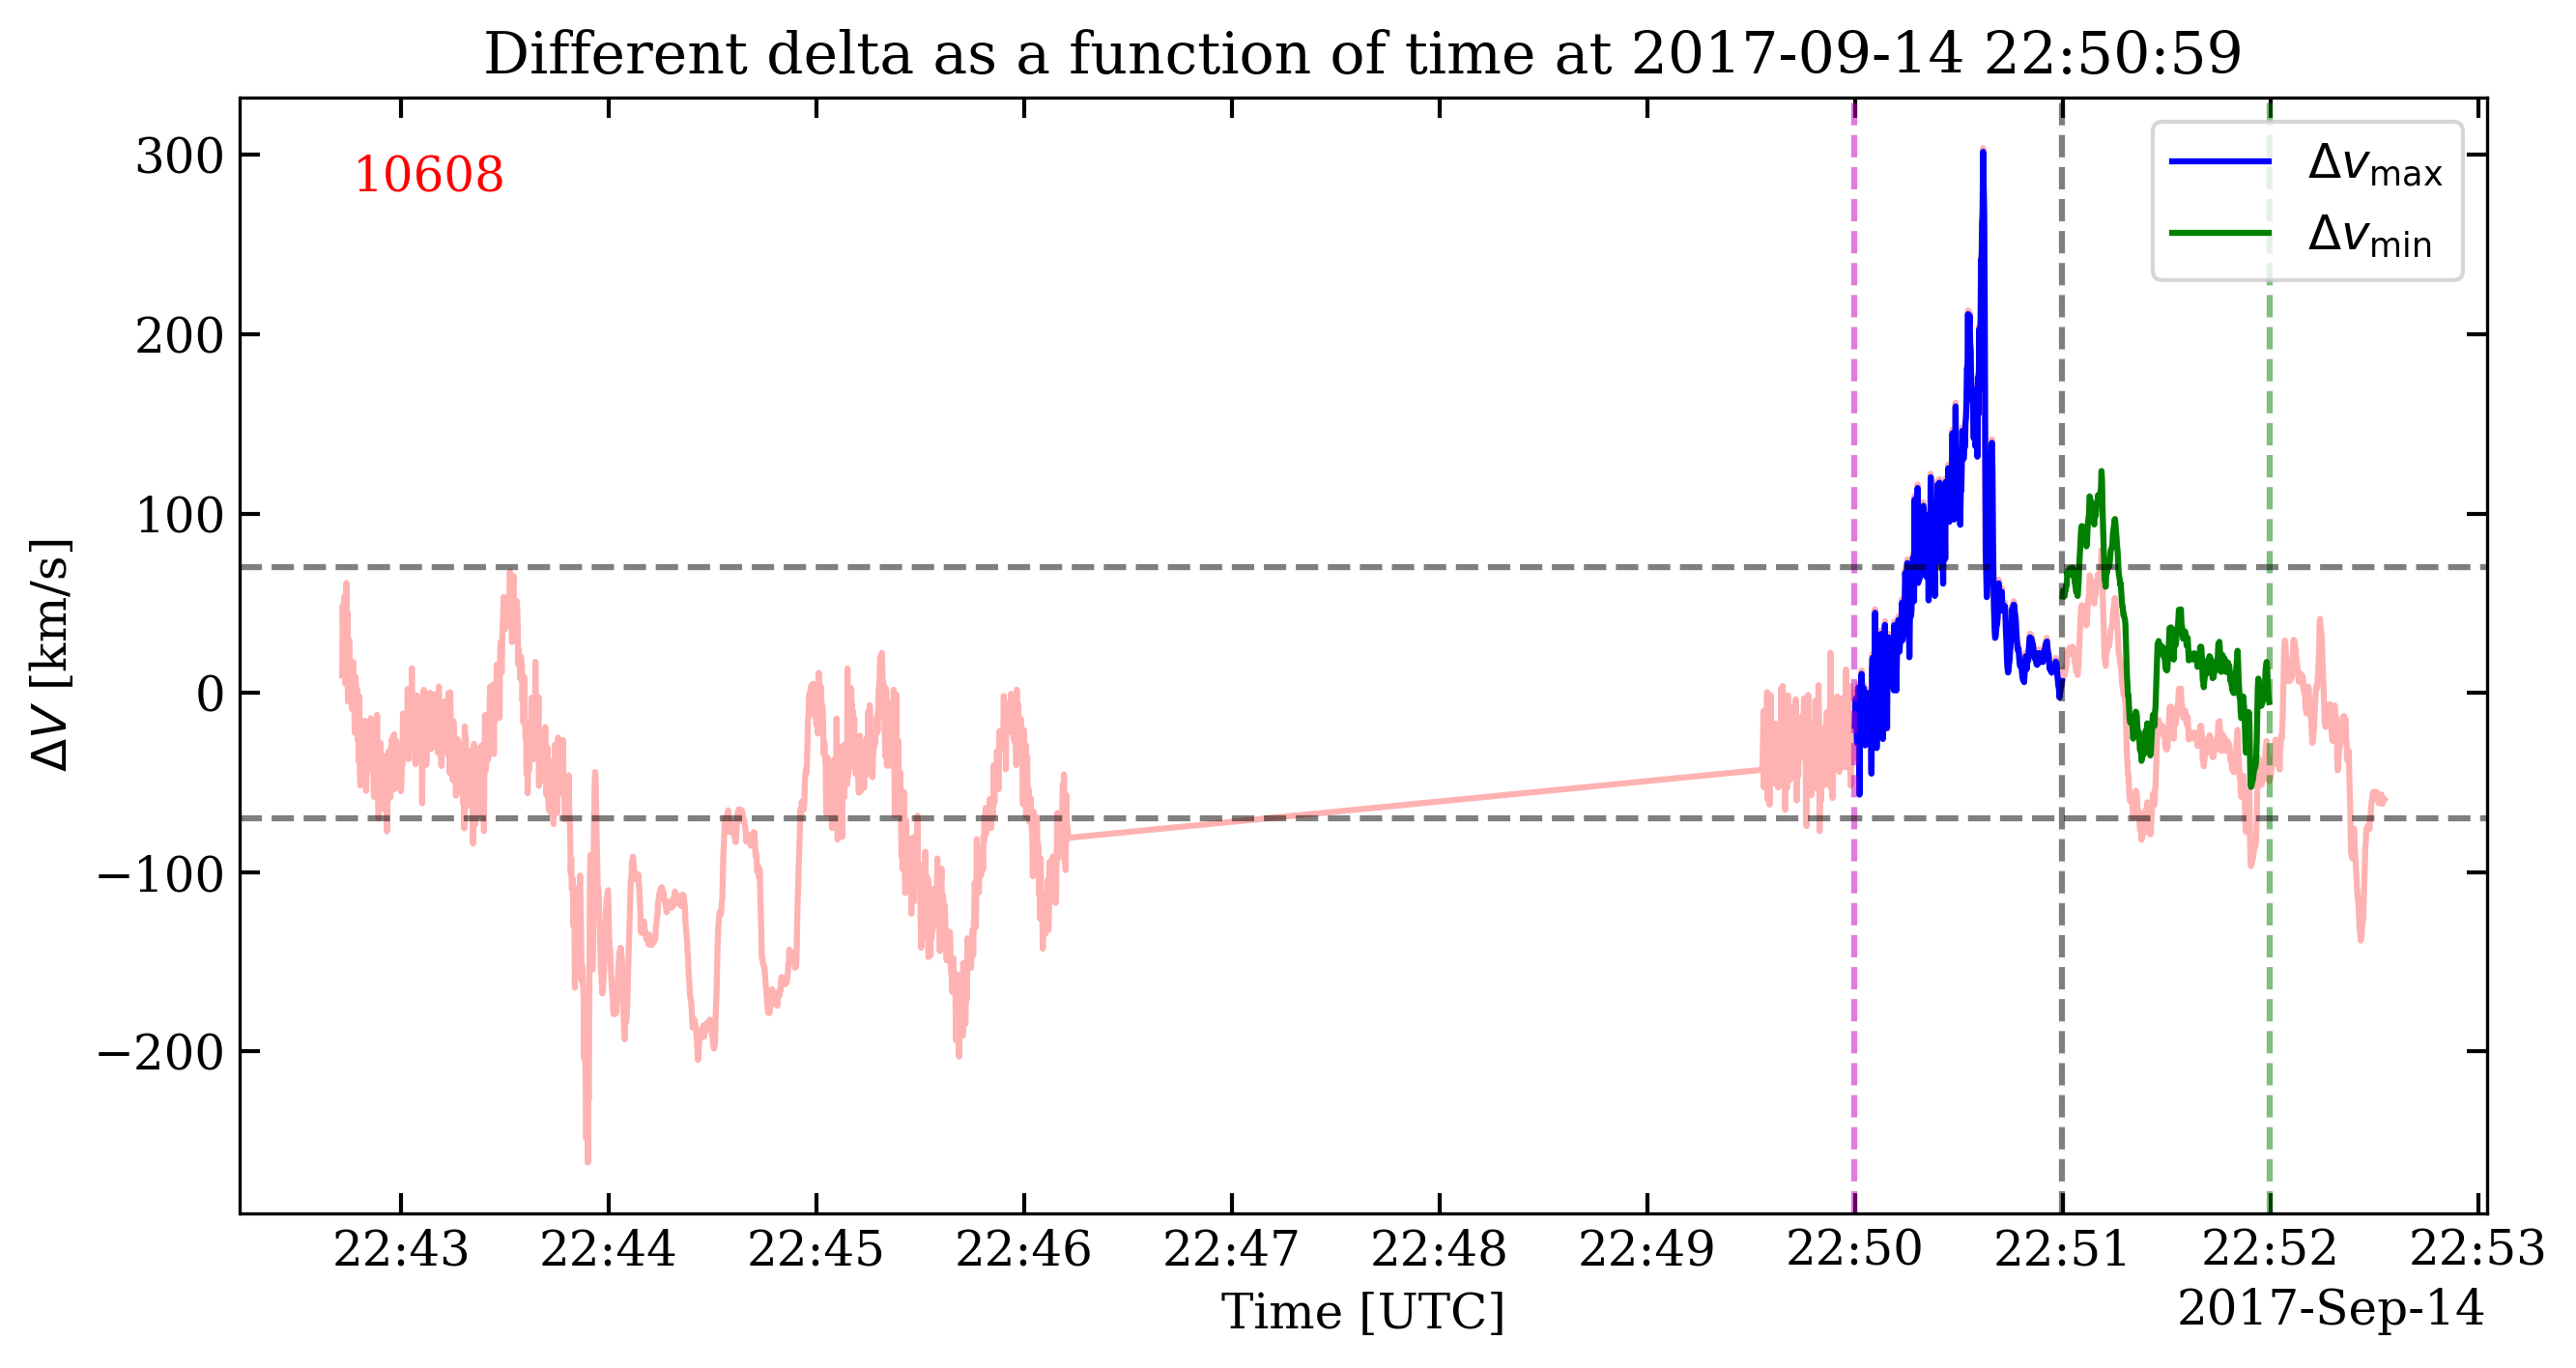 Different delta as a function of time at 2017-09-14 22:50:59
10608
Δv_max
Δv_min
300
200
100
0
−100
−200
ΔV [km/s]
22:43 22:44 22:45 22:46 22:47 22:48 22:49 22:50 22:51 22:52 22:53
Time [UTC]
2017-Sep-14